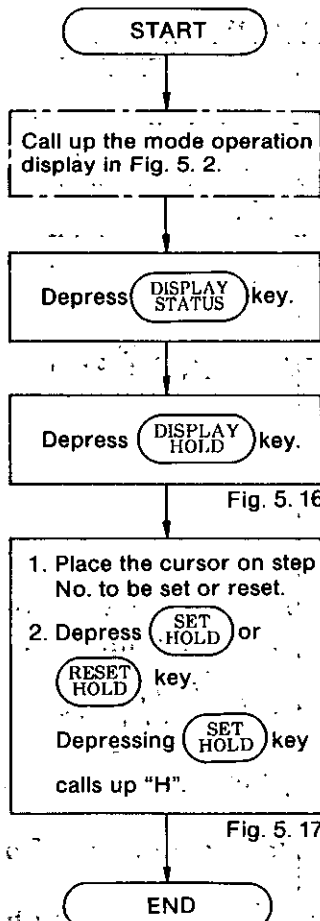 START
Call up the mode operation
display in Fig. 5. 2.
Depress DISPLAY STATUS key.
Depress DISPLAY HOLD key.
Fig. 5. 16
1. Place the cursor on step
No. to be set or reset.
2. Depress SET HOLD or
RESET HOLD key.
Depressing SET HOLD key
calls up “H”.
Fig. 5. 17
END